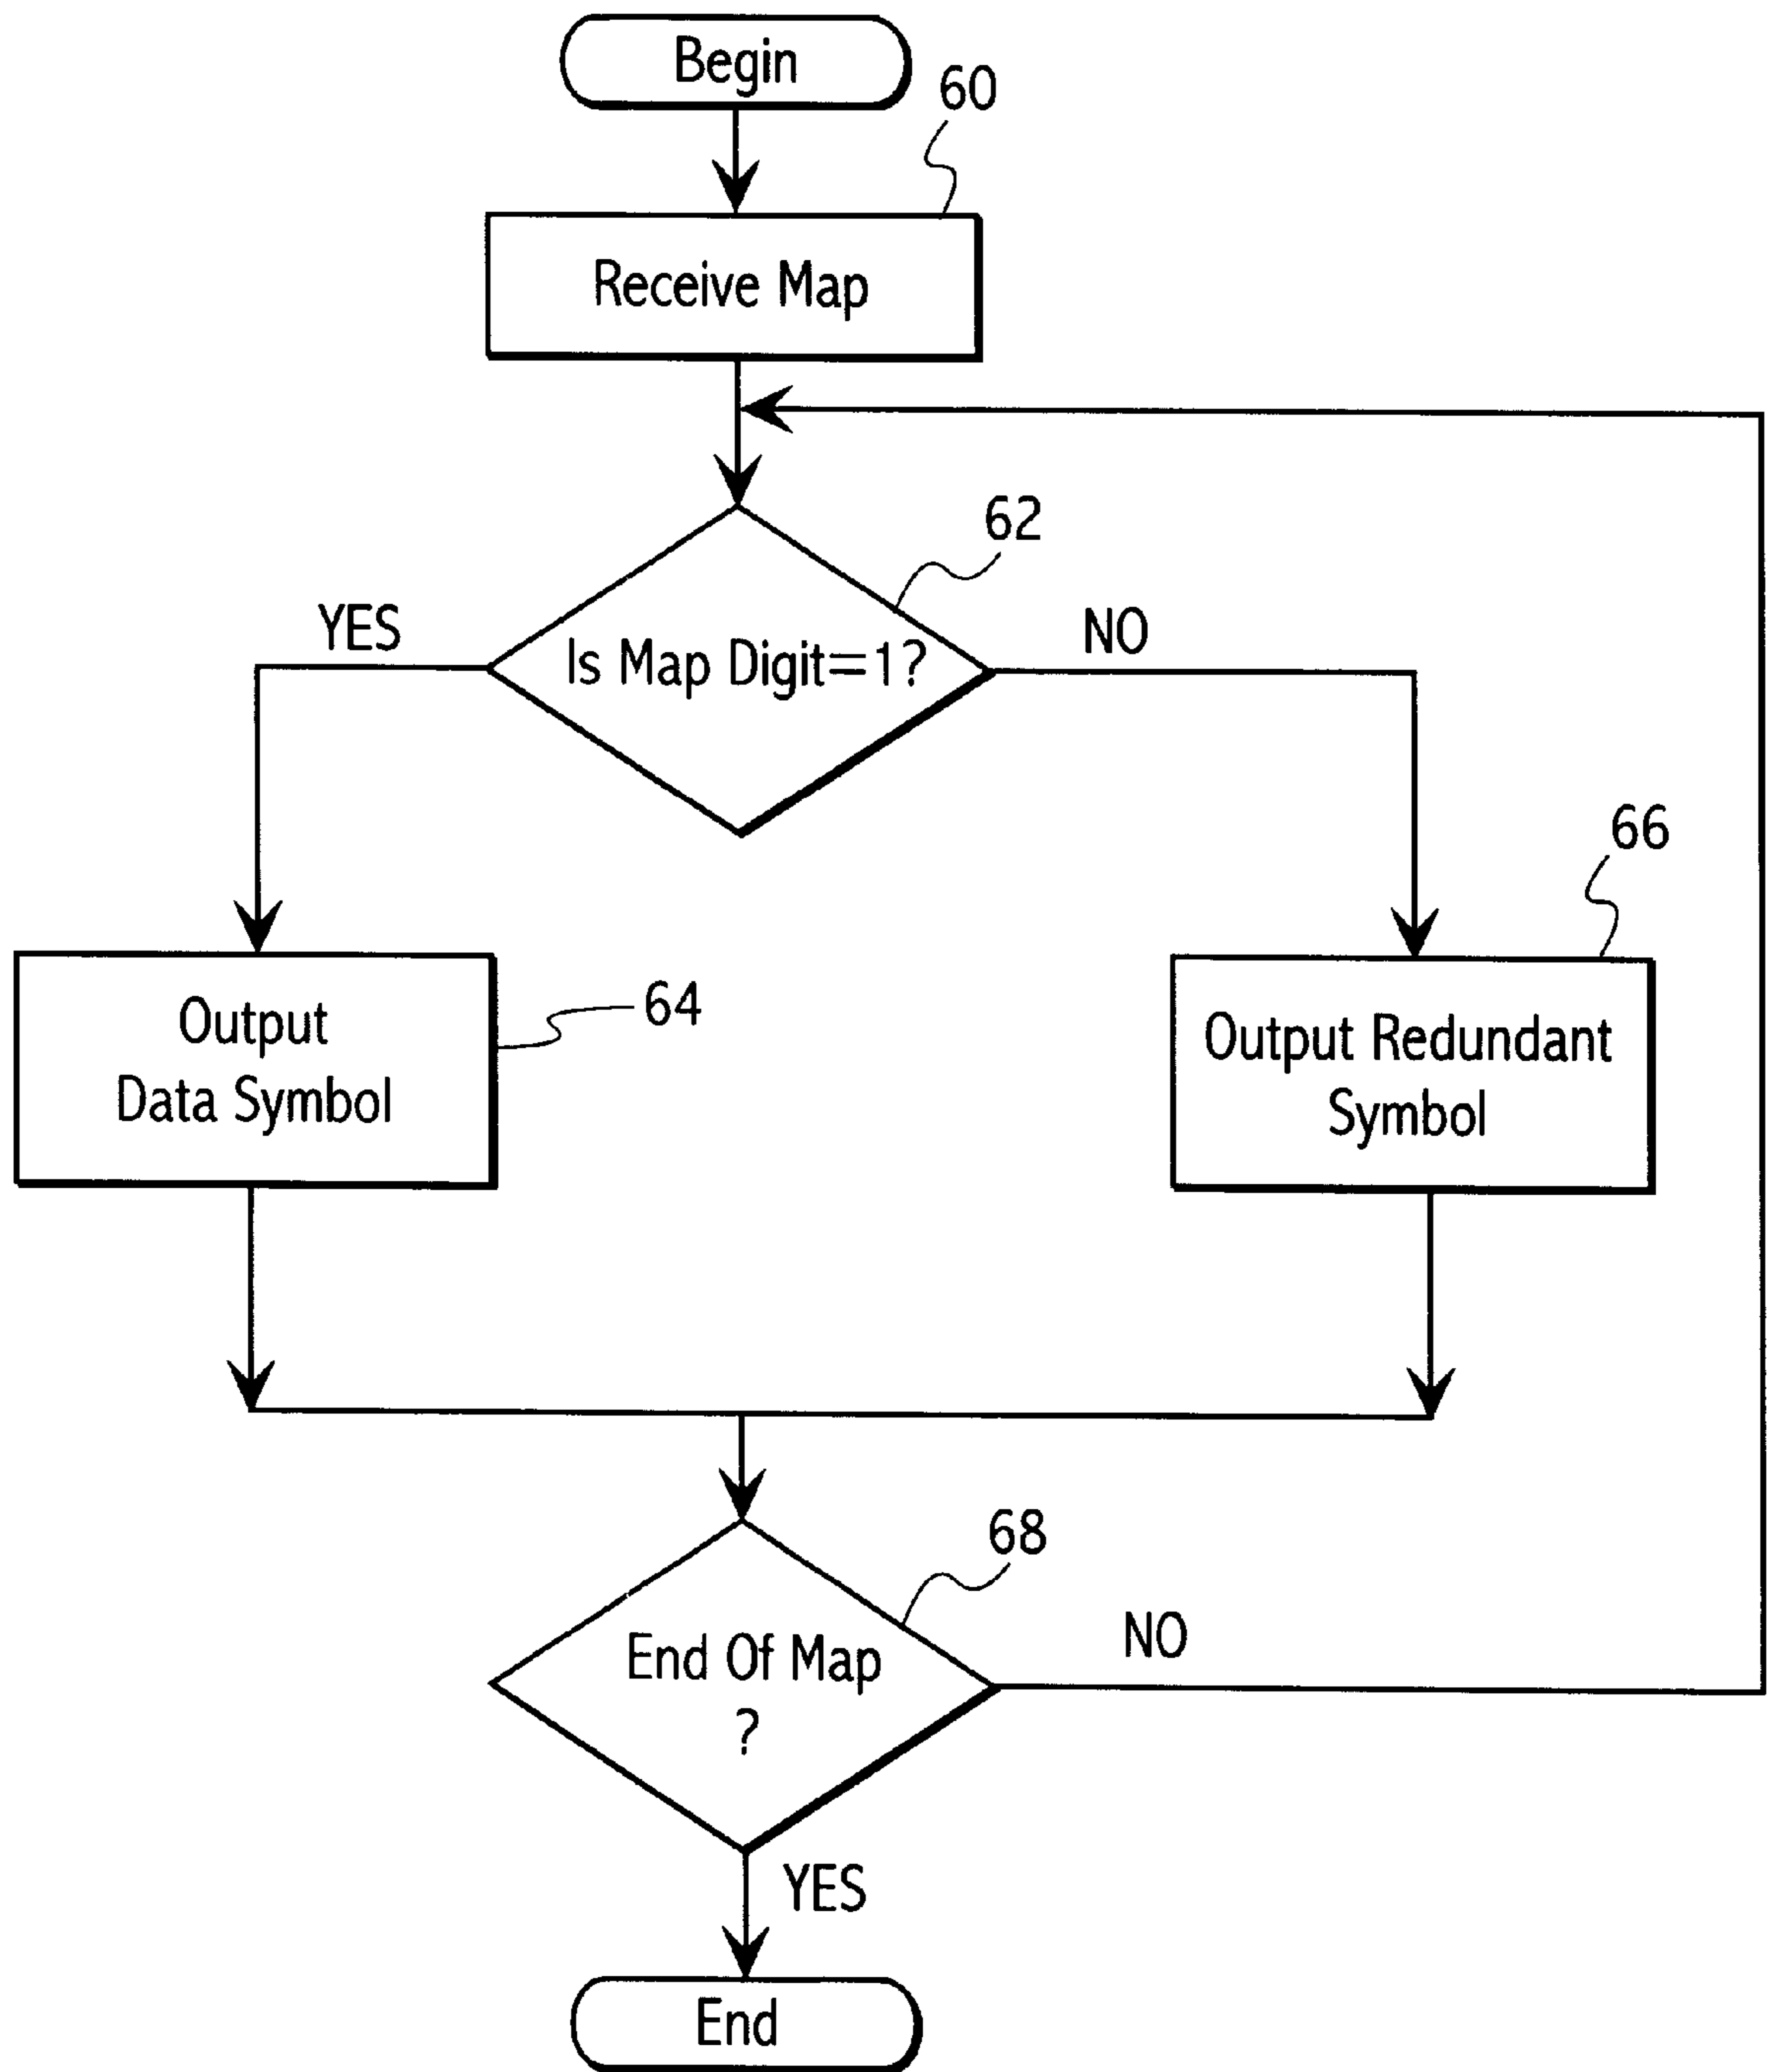 Begin
60
Receive Map
62
YES
NO
Is Map Digit=1?
66
64
Output
Data Symbol
Output Redundant
Symbol
68
End Of Map
?
NO
YES
End